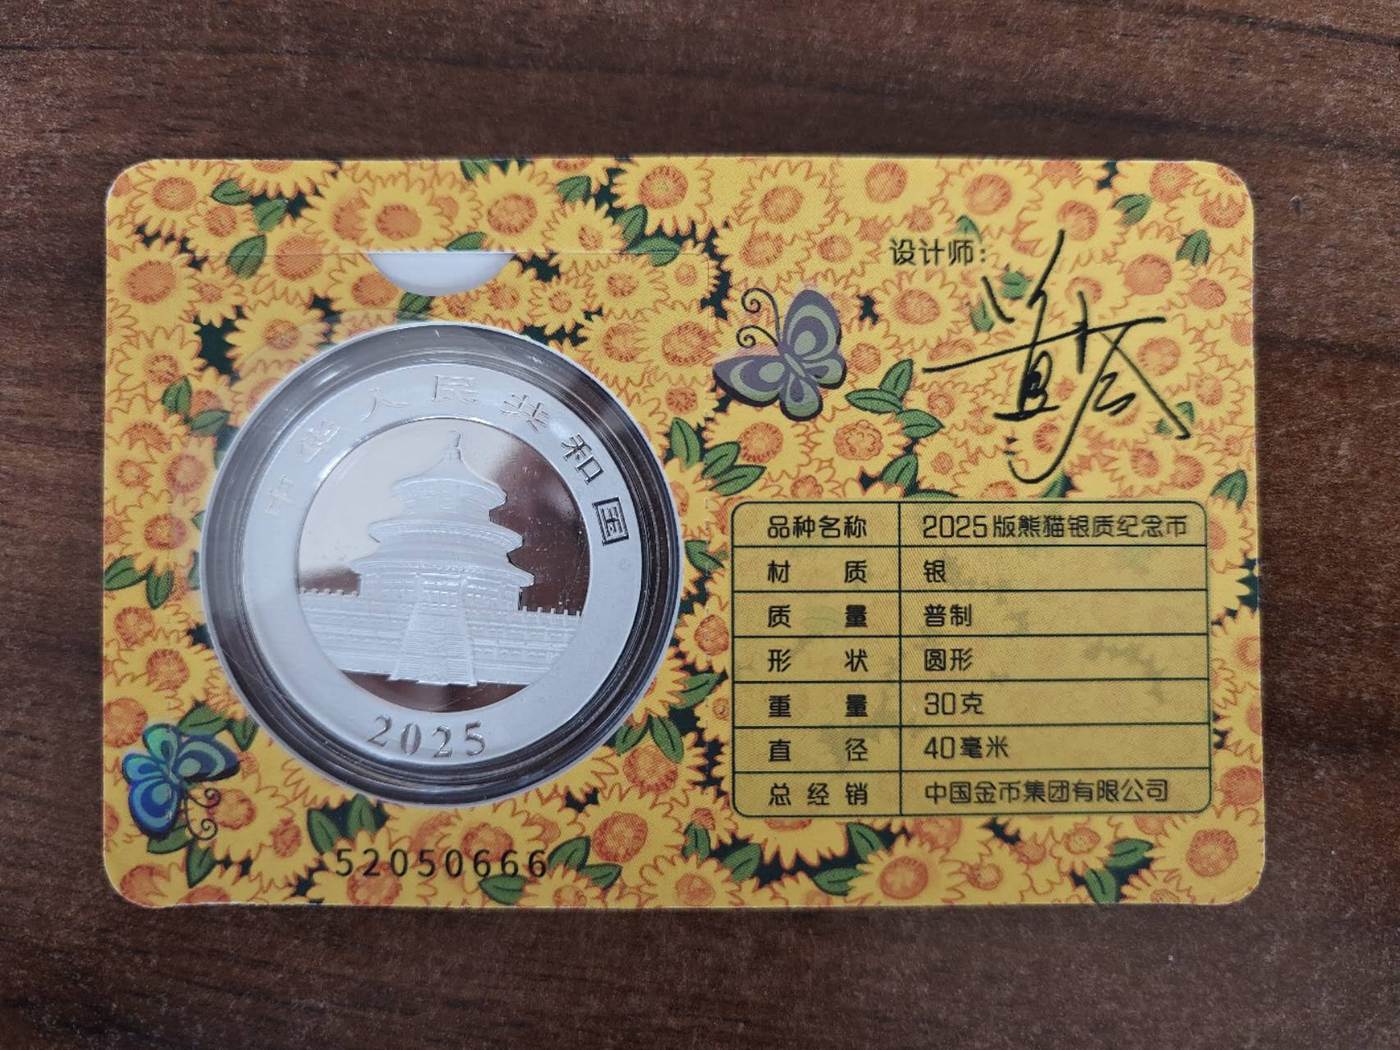 中华人民共和国
2025
52050666
设计师:
品种名称 2025版熊猫银质纪念币
材质 银
质量 普制
形状 圆形
重量 30克
直径 40毫米
总经销 中国金币集团有限公司